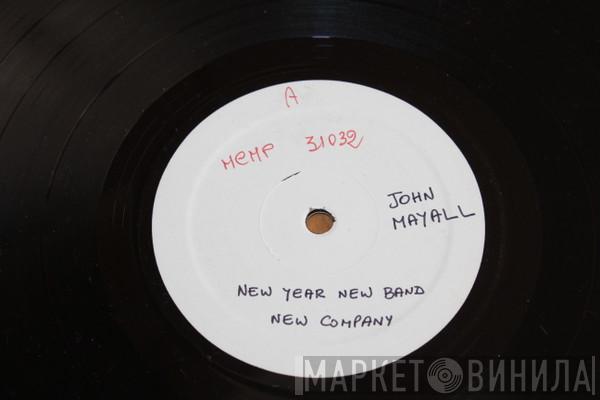 A
MCMP 31032
JOHN
MAYALL
NEW YEAR NEW BAND
NEW COMPANY
МАРКЕТ ВИНИЛА